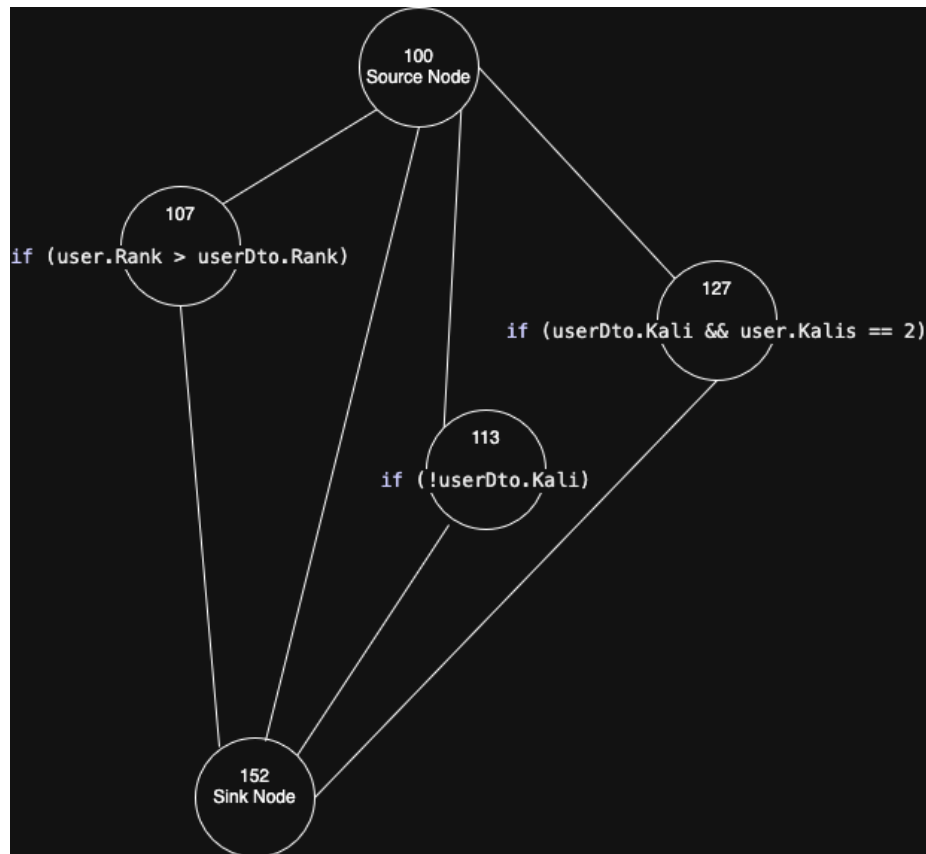 100
Source Node
107
if (user.Rank > userDto.Rank)
127
if (userDto.Kali && user.Kalis == 2)
113
if (!userDto.Kali)
152
Sink Node